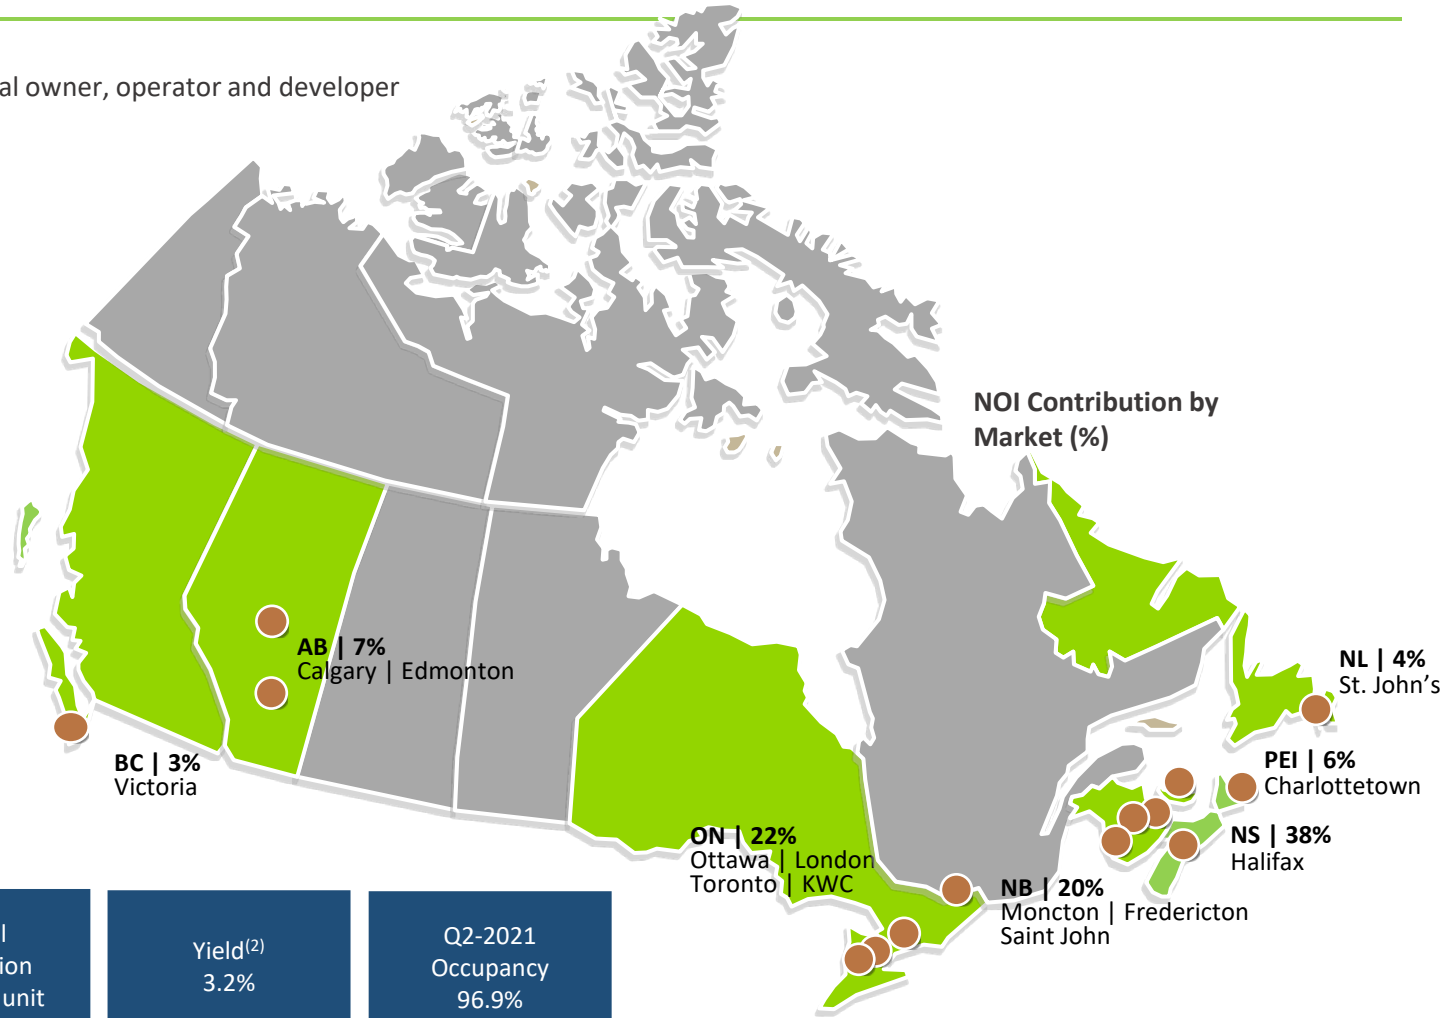 al owner, operator and developer
NOI Contribution by
Market (%)
AB | 7%
Calgary | Edmonton
BC | 3%
Victoria
NL | 4%
St. John’s
PEI | 6%
Charlottetown
NS | 38%
Halifax
ON | 22%
Ottawa | London
Toronto | KWC
NB | 20%
Moncton | Fredericton
Saint John
l
ion
unit
Yield(2)
3.2%
Q2-2021
Occupancy
96.9%